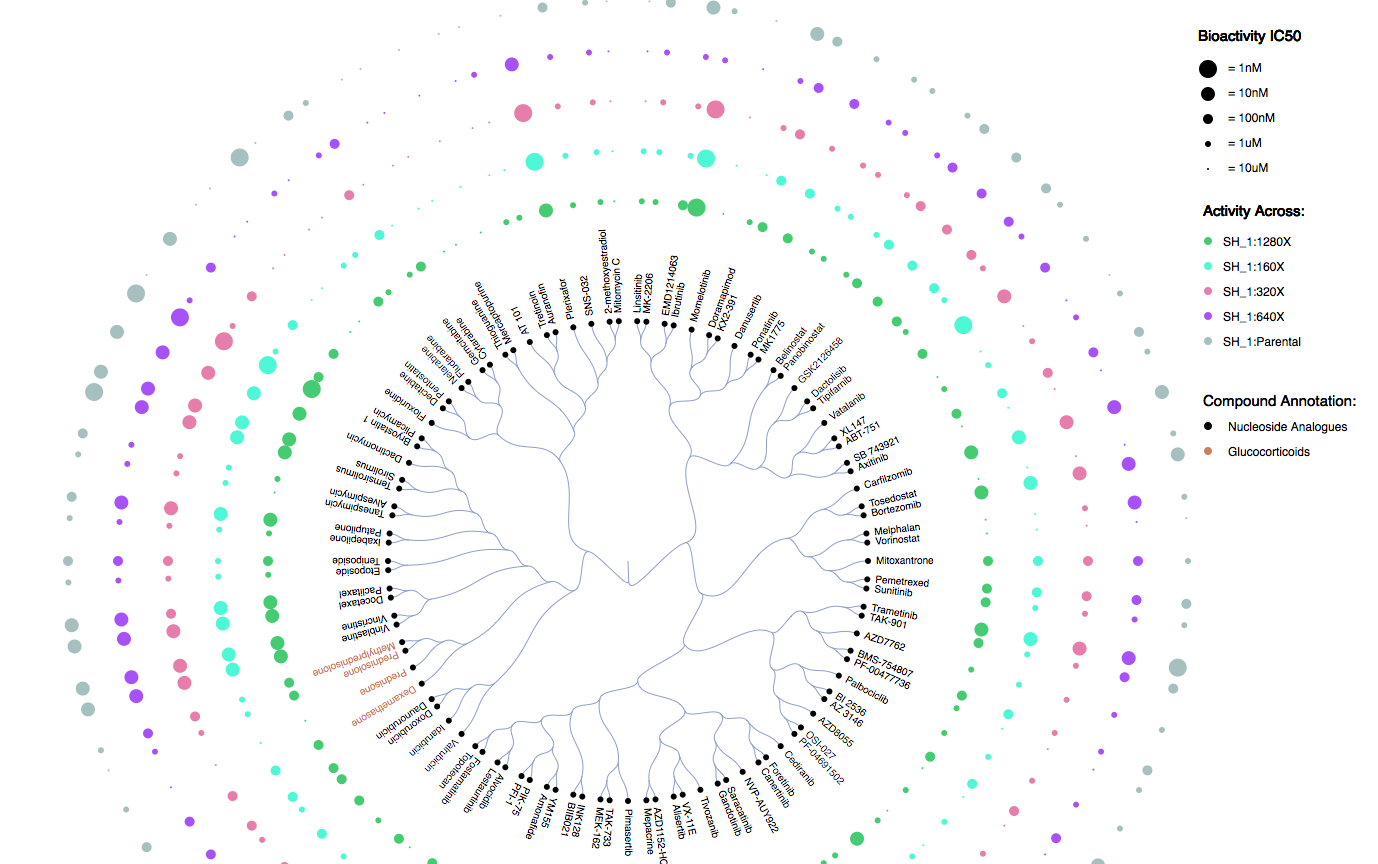 Bioactivity IC50
= 1nM
= 10nM
= 100nM
= 1uM
= 10uM
Activity Across:
SH_1:1280X
SH_1:160X
SH_1:320X
SH_1:640X
SH_1:Parental
Compound Annotation:
Nucleoside Analogues
Glucocorticoids
Linsitinib
MK-2206
EMD1214063
Ibrutinib
Momelotinib
Doramapimod
KX2-391
Danusertib
Ponatinib
MK1775
Belinostat
Panobinostat
GSK2126458
Dactolisib
Tipifarnib
Vatalanib
XL147
ABT-751
SB 743921
Axitinib
Carfilzomib
Tosedostat
Bortezomib
Melphalan
Vorinostat
Mitoxantrone
Pemetrexed
Sunitinib
Trametinib
TAK-901
AZD7762
BMS-754807
PF-00477736
Palbociclib
BI 2536
AZ 3146
AZD8055
OSI-027
PF-04691502
Cediranib
Foretinib
Canertinib
NVP-AUY922
Saracatinib
Gandotinib
Tivozanib
VX-11E
Alisertib
AZD1152-HQ
Mepacrine
Pimasertib
TAK-733
MEK-162
INK128
BIIB021
YM155
Amonafide
PIK-75
PFI-1
Alvocidib
Lestaurtinib
Fostamatinib
Topotecan
Valrubicin
Idarubicin
Doxorubicin
Daunorubicin
Dexamethasone
Prednisone
Prednisolone
Methylprednisolone
Vinblastine
Vincristine
Docetaxel
Paclitaxel
Etoposide
Teniposide
Ixabepilone
Patupilone
Tanespimycin
Alvespimycin
Temsirolimus
Sirolimus
Dactinomycin
Bryostatin 1
Plicamycin
Floxuridine
Decitabine
Pentostatin
Nelarabine
Fludarabine
Gemcitabine
Cytarabine
Thioguanine
Mercaptopurine
AT 101
Tretinoin
Auranofin
Plerixafor
SNS-032
2-methoxyestradiol
Mitomycin C